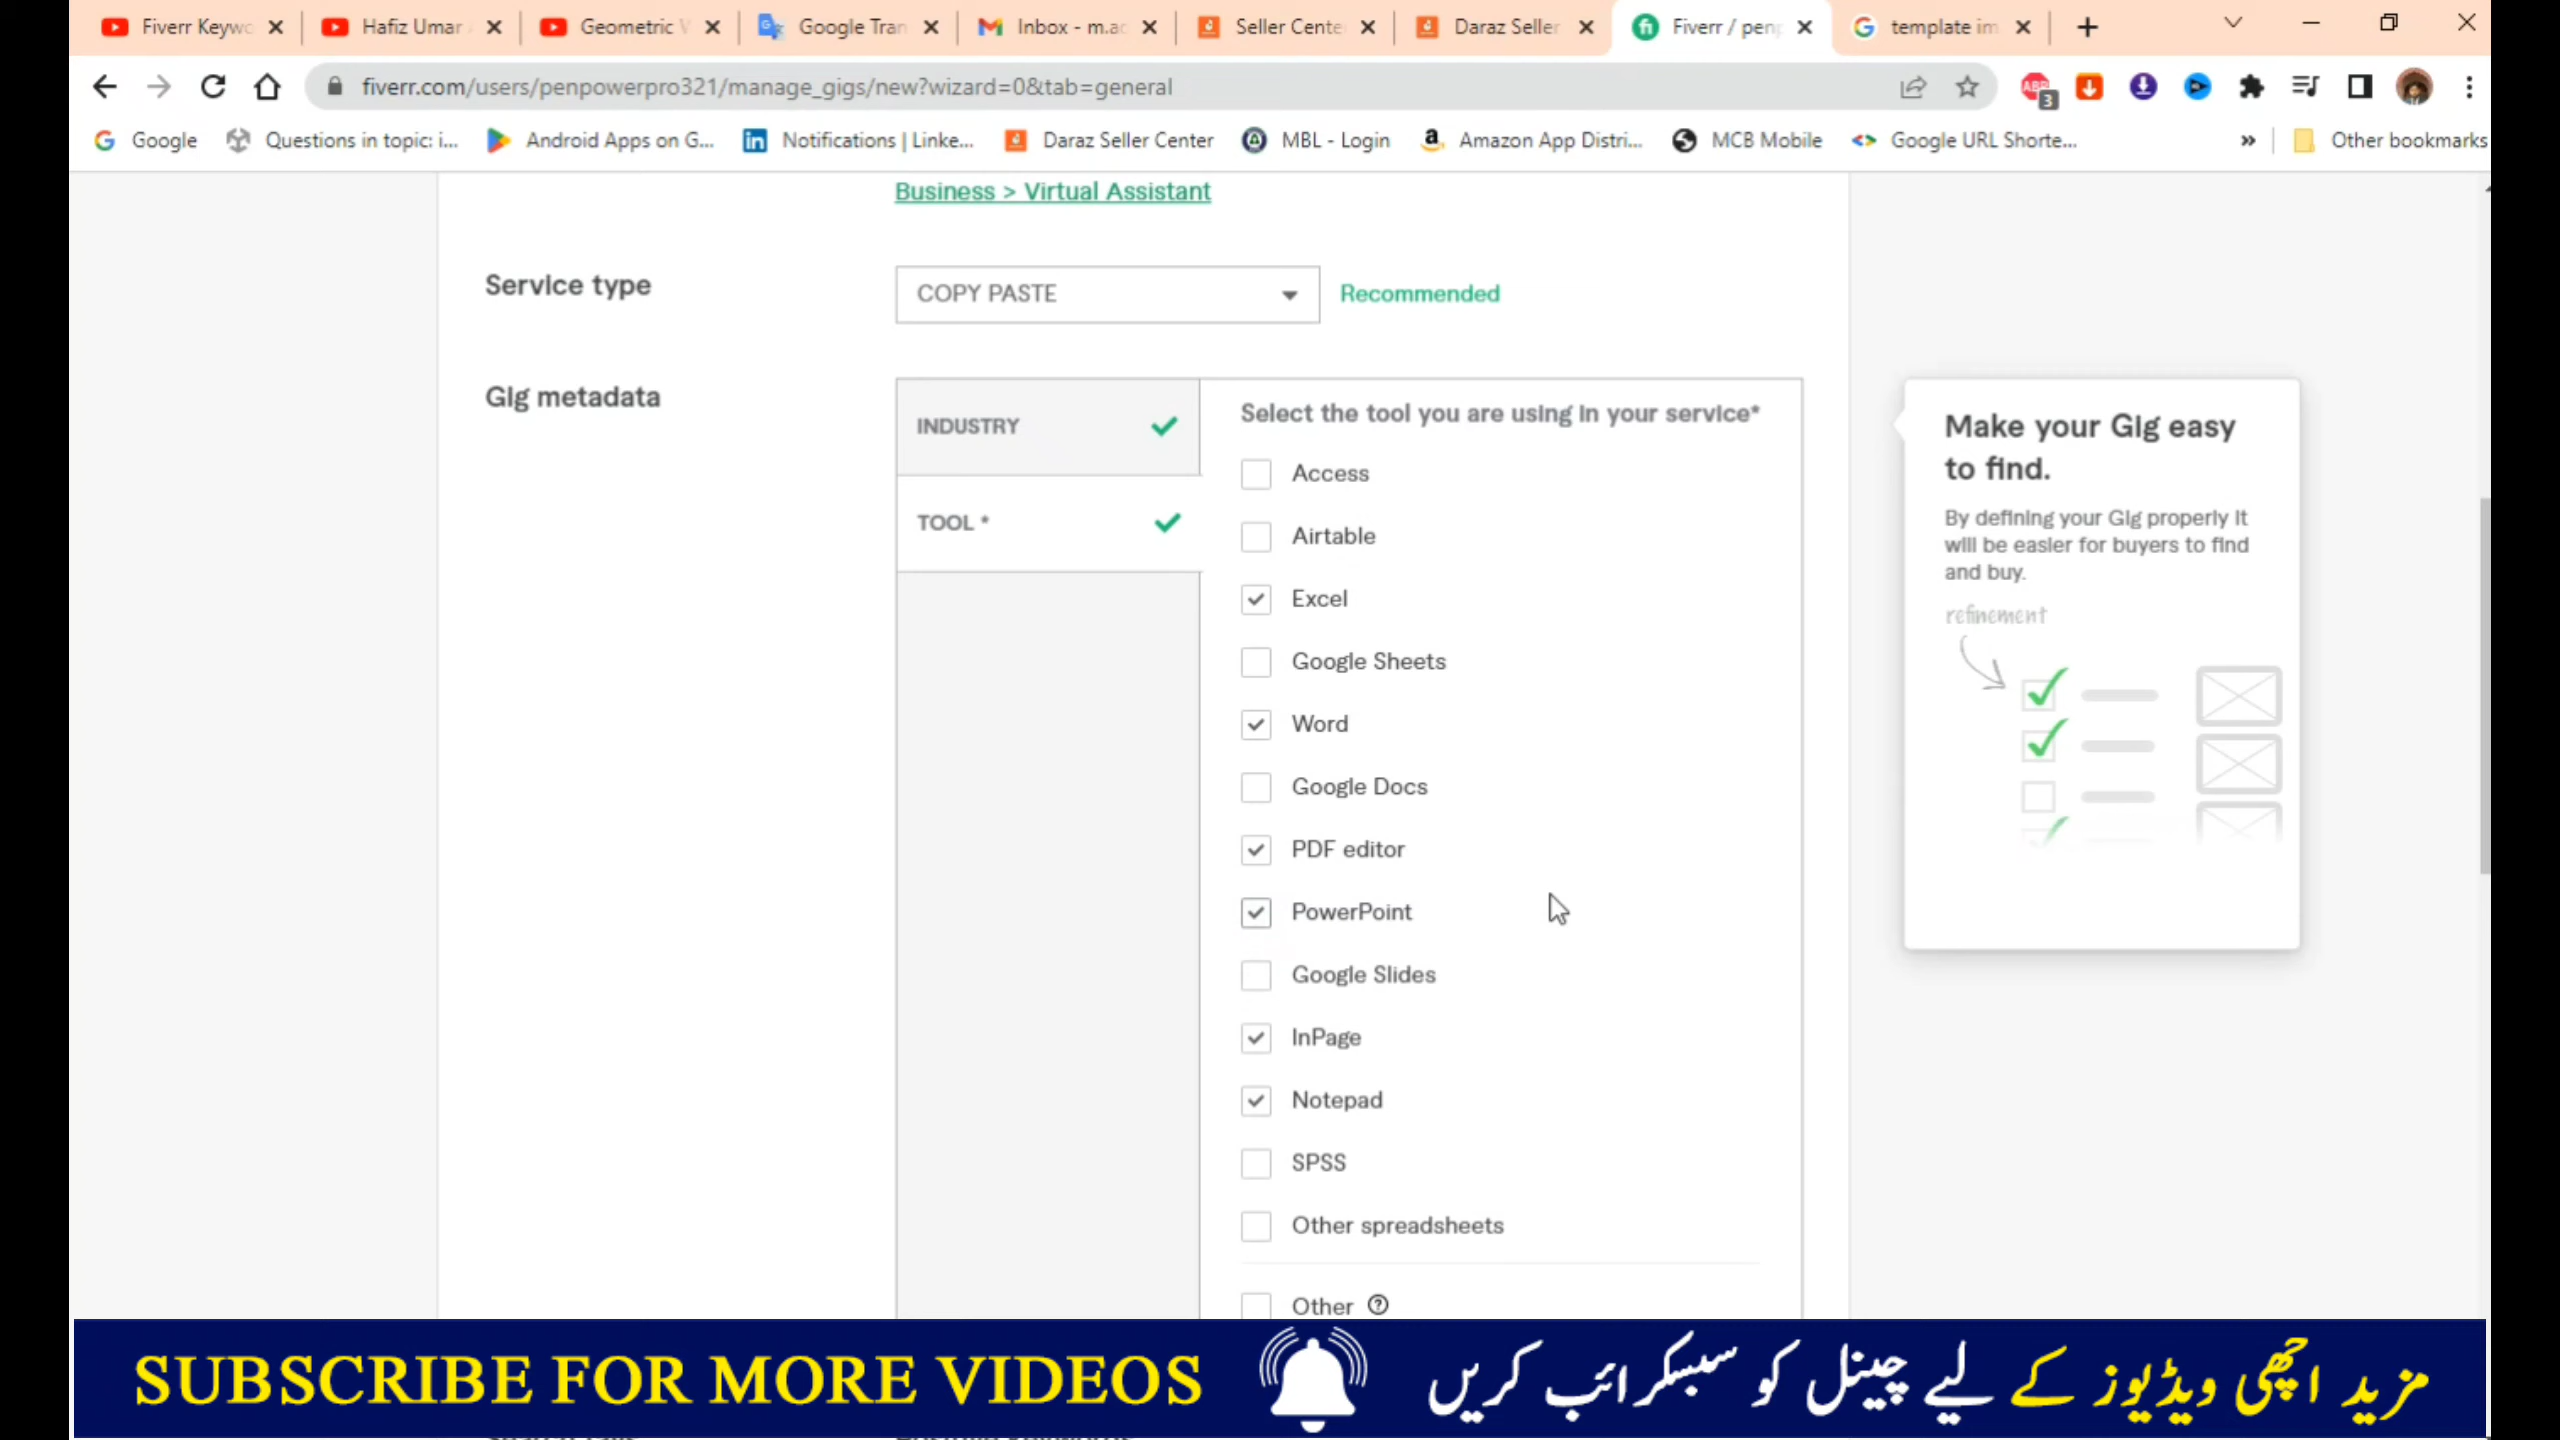 Fiverr Keywo
Hafiz Umar
Geometric V
Google Tran
Inbox - m.ac
Seller Cente
Daraz Seller
Fiverr / penp
template im
fiverr.com/users/penpowerpro321/manage_gigs/new?wizard=0&tab=general
ABP
3
Google
Questions in topic: i...
Android Apps on G...
Notifications | Linke...
Daraz Seller Center
MBL - Login
Amazon App Distri...
MCB Mobile
Google URL Shorte...
»
Other bookmarks
Business > Virtual Assistant
Service type
COPY PASTE
Recommended
Gig metadata
INDUSTRY
TOOL *
Select the tool you are using in your service*
Access
Airtable
Excel
Google Sheets
Word
Google Docs
PDF editor
PowerPoint
Google Slides
InPage
Notepad
SPSS
Other spreadsheets
Other
Make your Gig easy
to find.
By defining your Gig properly it
will be easier for buyers to find
and buy.
refinement
SUBSCRIBE FOR MORE VIDEOS
مزید اچھی ویڈیوز کے لیے چینل کو سبسکرائب کریں